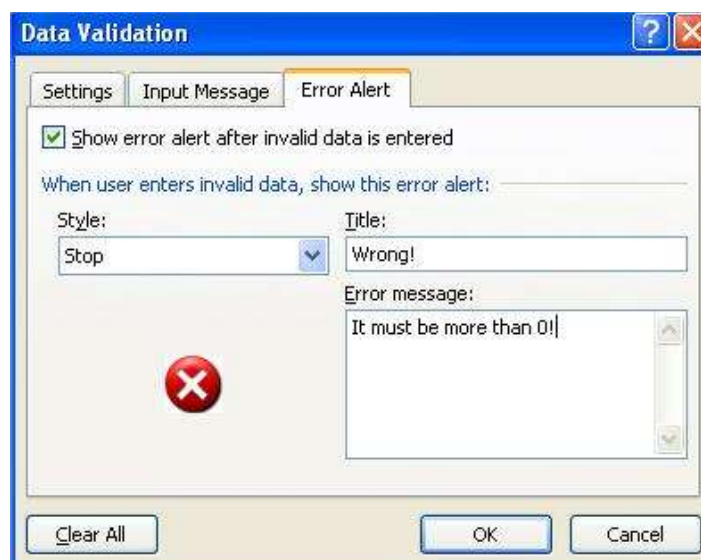 Data Validation
Settings Input Message Error Alert
Show error alert after invalid data is entered
When user enters invalid data, show this error alert:
Style: Title:
Stop Wrong!
Error message:
It must be more than 0!
Clear All OK Cancel